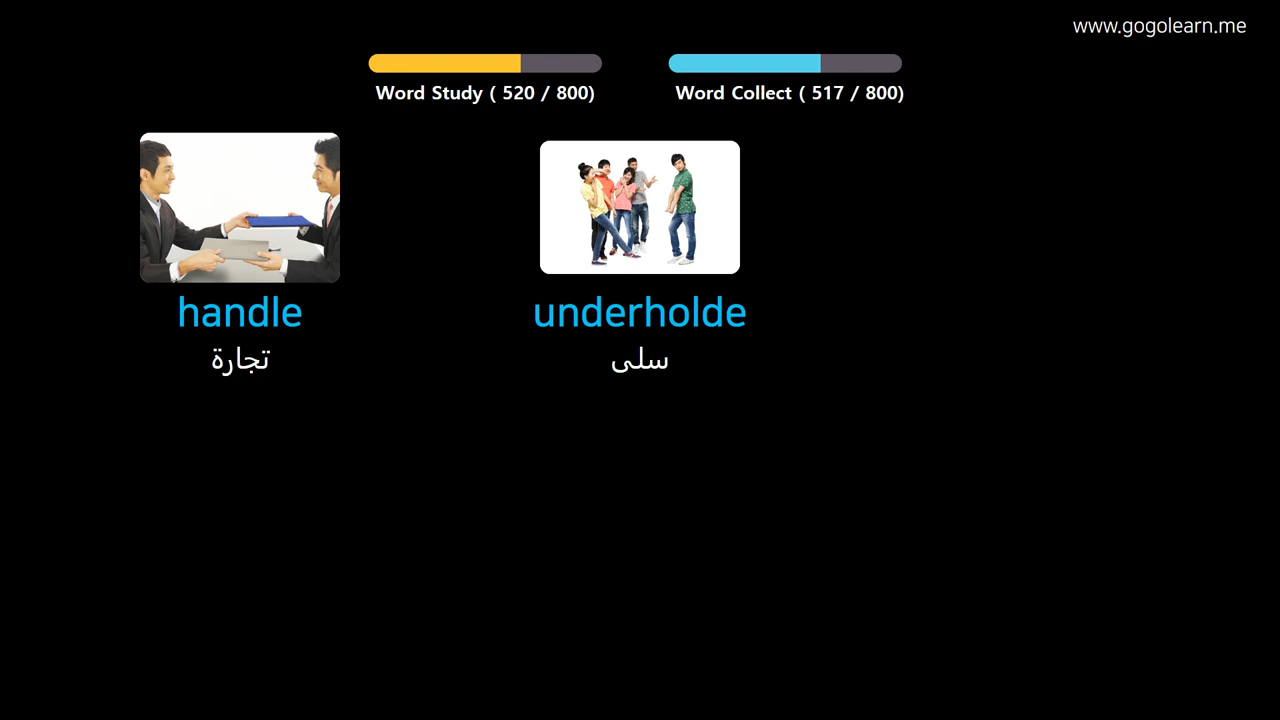 www.gogolearn.me
Word Study ( 520 / 800)
Word Collect ( 517 / 800)
handle
تجارة
underholde
سلى